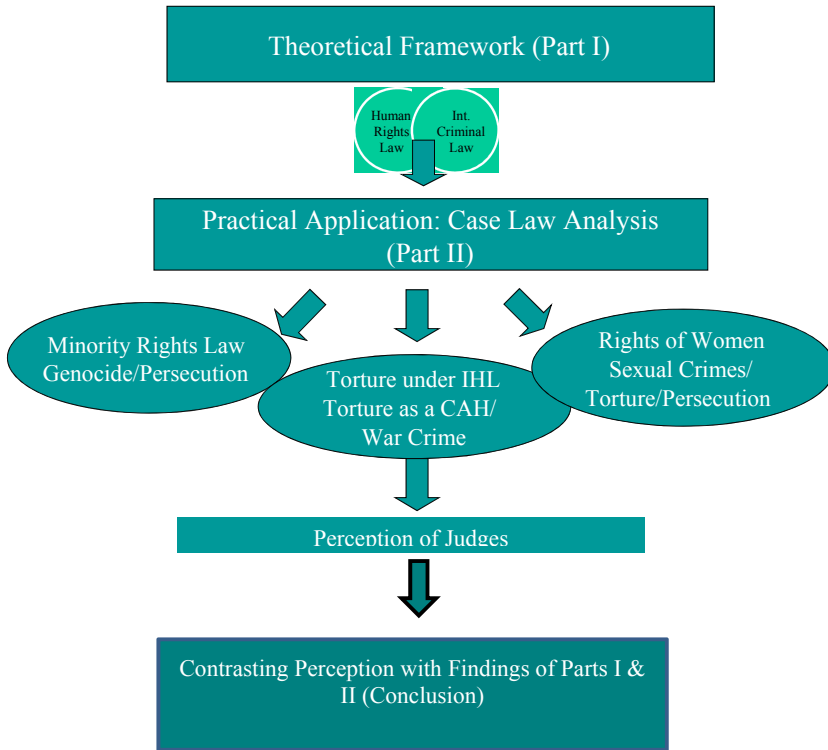 Theoretical Framework (Part I)
Human
Rights
Law
Int.
Criminal
Law
Practical Application: Case Law Analysis
(Part II)
Minority Rights Law
Genocide/Persecution
Torture under IHL
Torture as a CAH/
War Crime
Rights of Women
Sexual Crimes/
Torture/Persecution
Perception of Judges
Contrasting Perception with Findings of Parts I &
II (Conclusion)